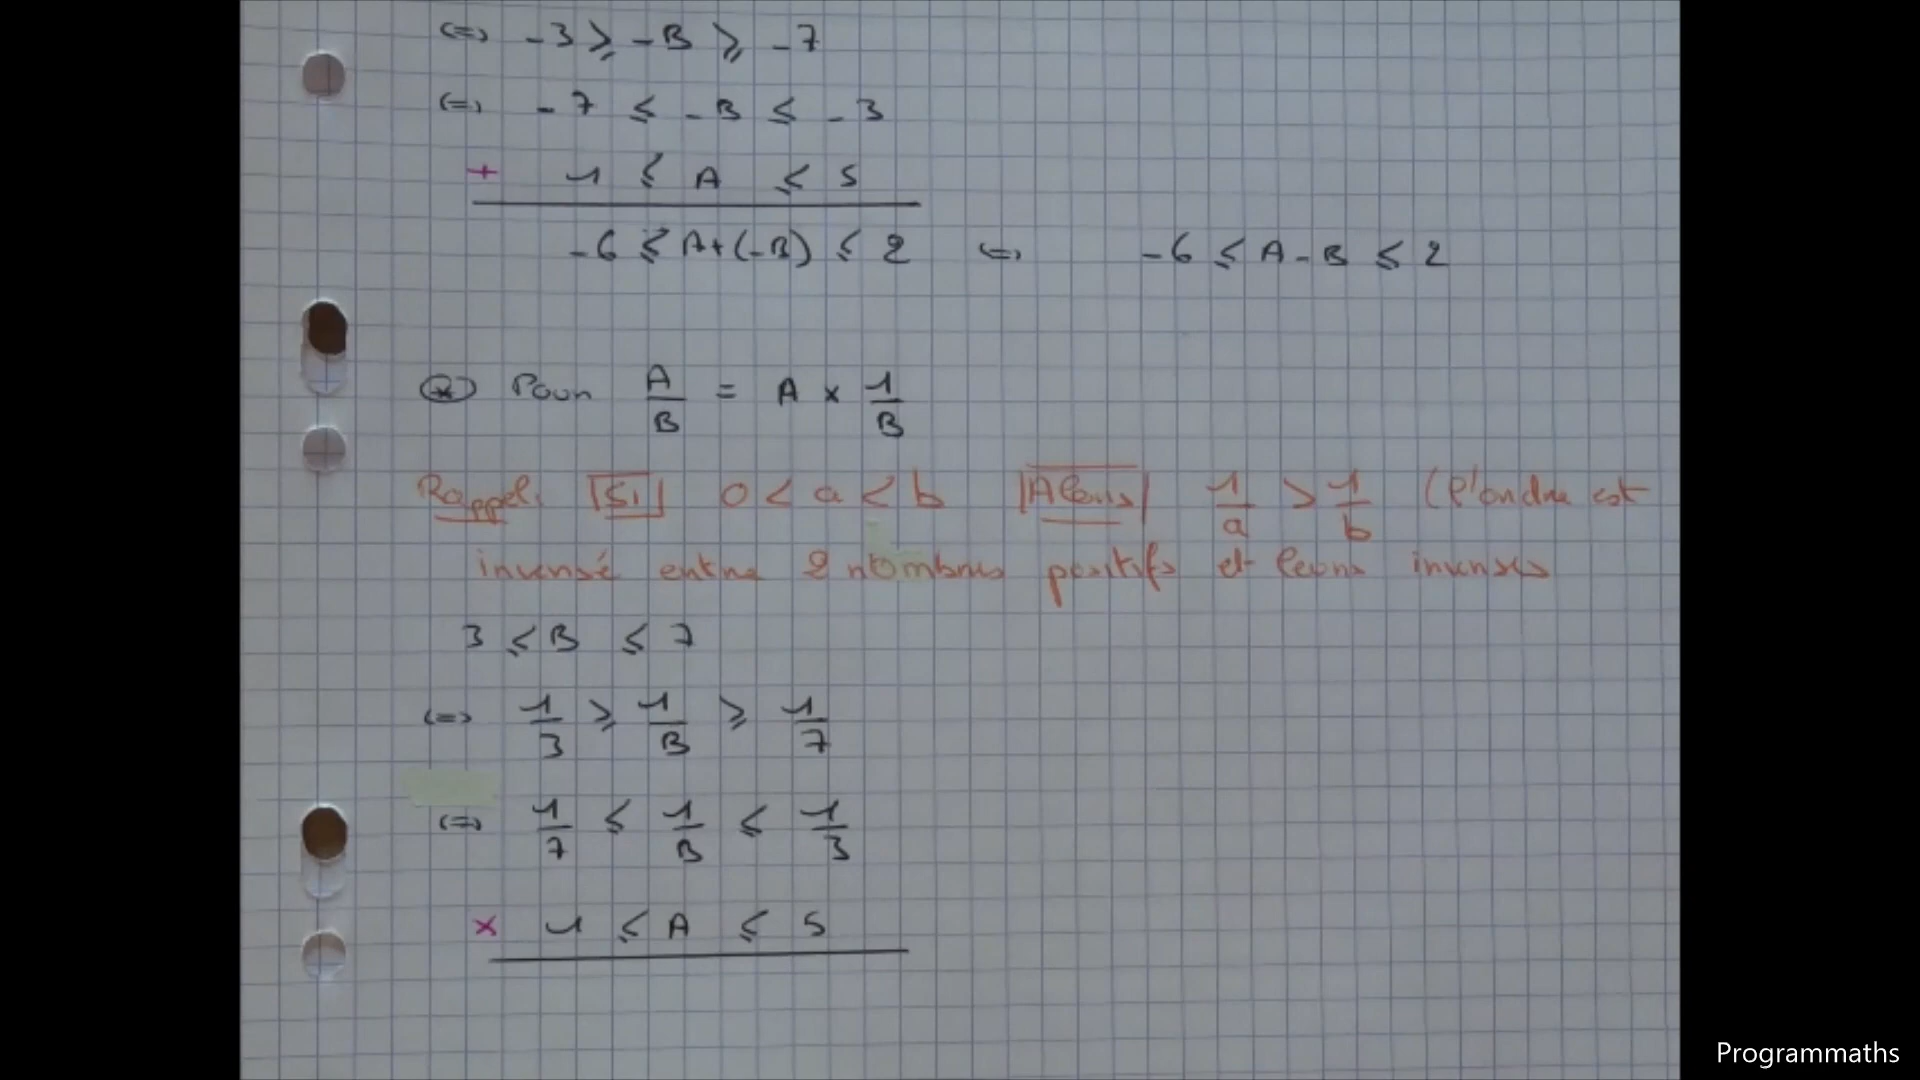 (=) -3 ⩾ -B ⩾ -7
(=) -7 ⩽ -B ⩽ -3
+ 1 ⩽ A ⩽ 5
-6 ⩽ A+(-B) ⩽ 2 (=) -6 ⩽ A-B ⩽ 2
(*) Pour A/B = A × 1/B
Rappel: Si 0 < a < b Alors 1/a > 1/b (l'ordre est
inversé entre 2 nombres positifs et leurs inverses
3 ⩽ B ⩽ 7
(=) 1/3 ⩾ 1/B ⩾ 1/7
(=) 1/7 ⩽ 1/B ⩽ 1/3
× 1 ⩽ A ⩽ 5
Programmaths